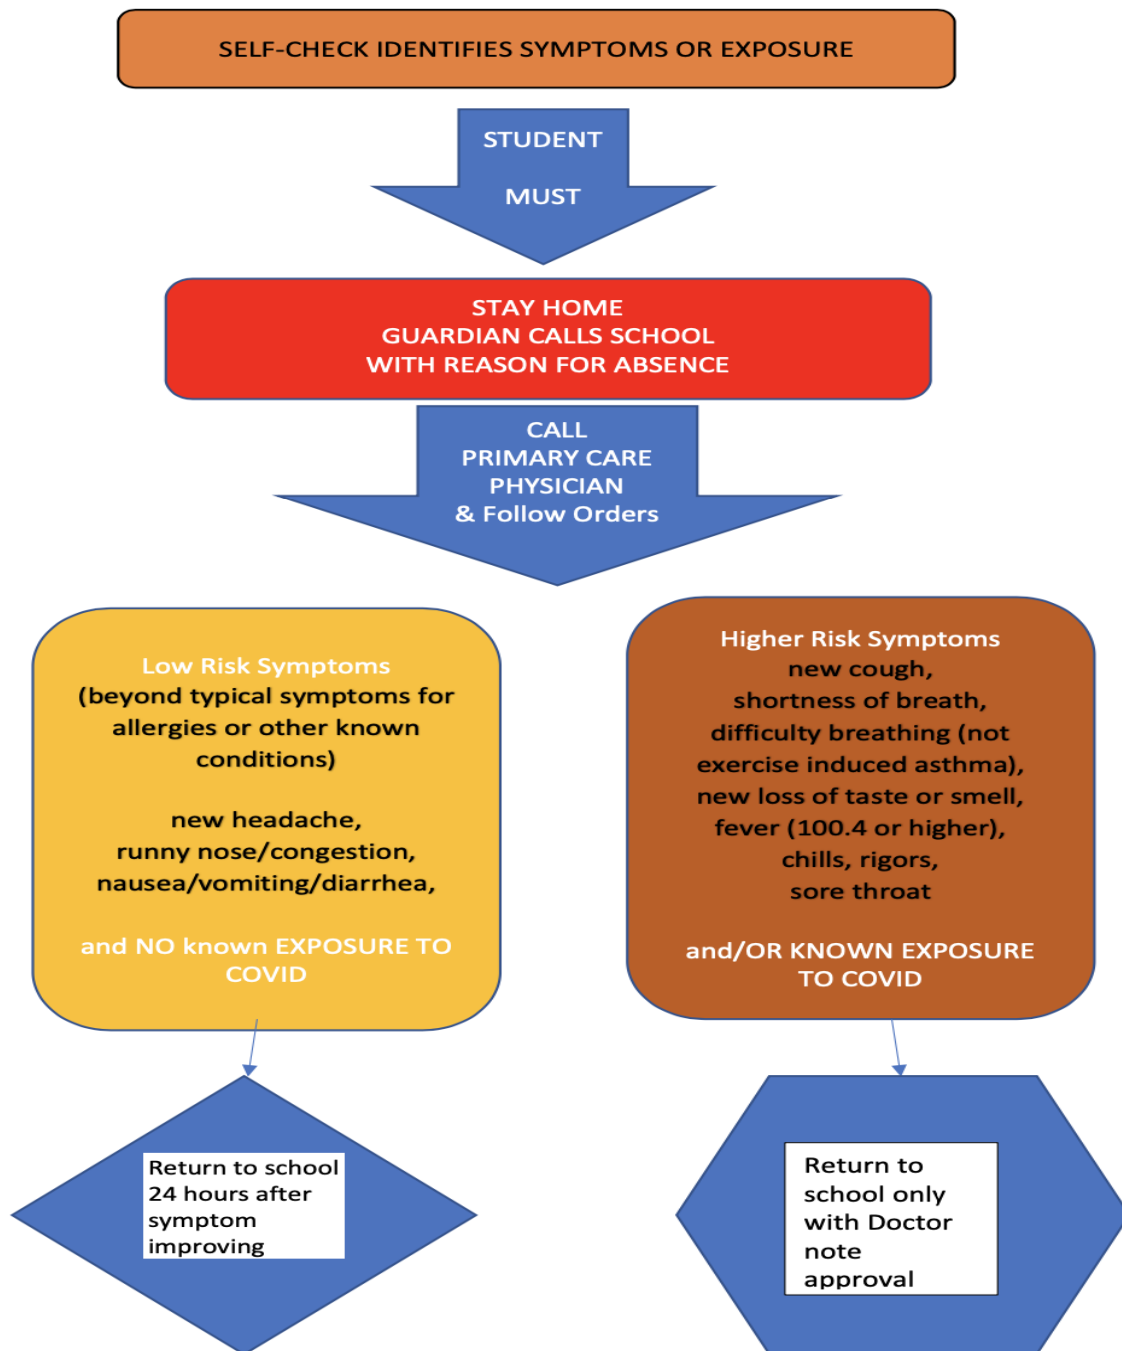 SELF-CHECK IDENTIFIES SYMPTOMS OR EXPOSURE
STUDENT
MUST
STAY HOME
GUARDIAN CALLS SCHOOL
WITH REASON FOR ABSENCE
CALL
PRIMARY CARE
PHYSICIAN
& Follow Orders
Low Risk Symptoms
(beyond typical symptoms for
allergies or other known
conditions)
new headache,
runny nose/congestion,
nausea/vomiting/diarrhea,
and NO known EXPOSURE TO
COVID
Higher Risk Symptoms
new cough,
shortness of breath,
difficulty breathing (not
exercise induced asthma),
new loss of taste or smell,
fever (100.4 or higher),
chills, rigors,
sore throat
and/OR KNOWN EXPOSURE
TO COVID
Return to school
24 hours after
symptom
improving
Return to
school only
with Doctor
note
approval